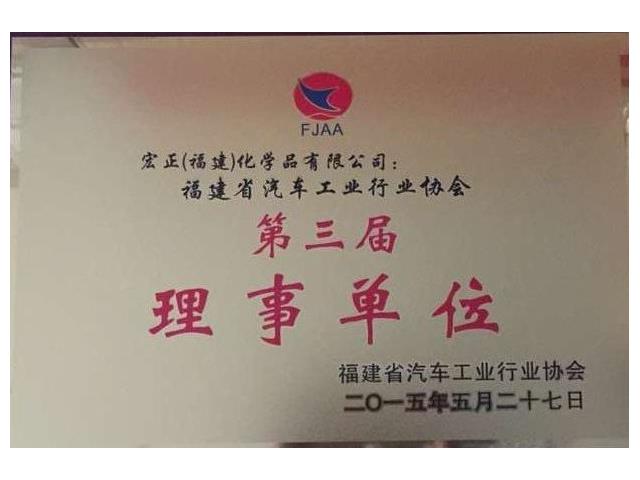 FJAA
宏正(福建)化学品有限公司：
福建省汽车工业行业协会
第三届
理事单位
福建省汽车工业行业协会
二〇一五年五月二十七日